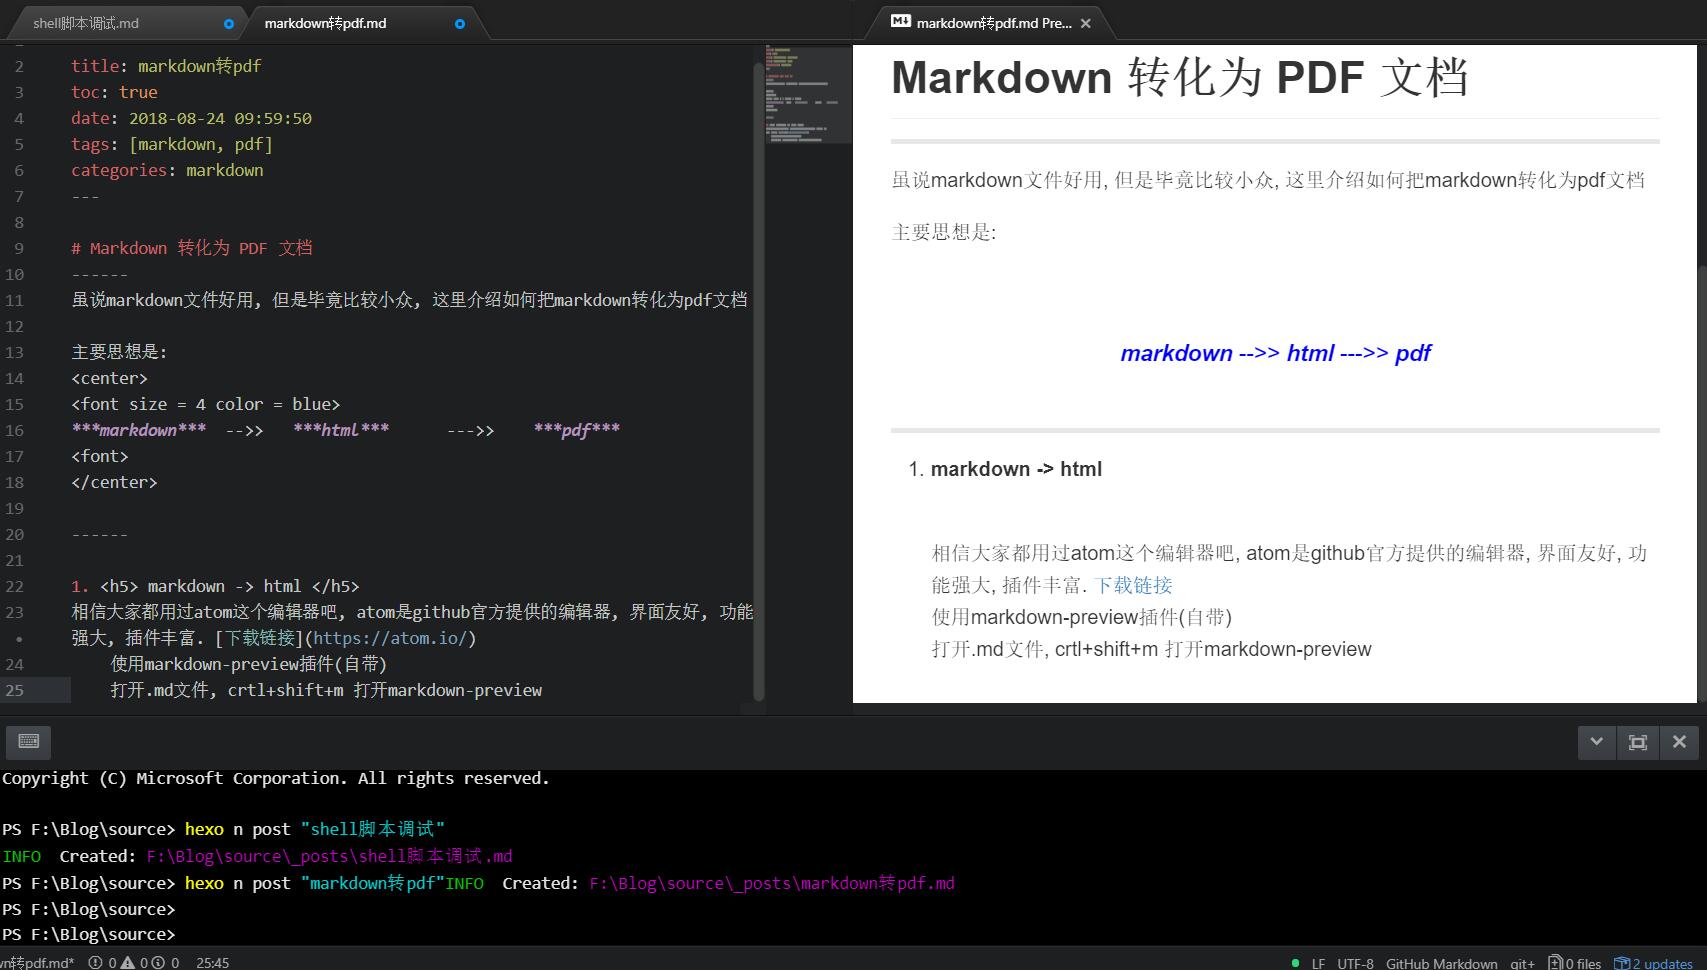 shell脚本调试.md
markdown转pdf.md
markdown转pdf.md Pre...
2 title: markdown转pdf
3 toc: true
4 date: 2018-08-24 09:59:50
5 tags: [markdown, pdf]
6 categories: markdown
7 ---
8
9 # Markdown 转化为 PDF 文档
10 ------
11 虽说markdown文件好用, 但是毕竟比较小众, 这里介绍如何把markdown转化为pdf文档
12
13 主要思想是:
14 <center>
15 <font size = 4 color = blue>
16 ***markdown*** -->> ***html*** --->> ***pdf***
17 <font>
18 </center>
19
20 ------
21
22 1. <h5> markdown -> html </h5>
23 相信大家都用过atom这个编辑器吧, atom是github官方提供的编辑器, 界面友好, 功能
强大, 插件丰富. [下载链接](https://atom.io/)
24 使用markdown-preview插件(自带)
25 打开.md文件, crtl+shift+m 打开markdown-preview
Markdown 转化为 PDF 文档
虽说markdown文件好用, 但是毕竟比较小众, 这里介绍如何把markdown转化为pdf文档
主要思想是:
markdown -->> html --->> pdf
1. markdown -> html
相信大家都用过atom这个编辑器吧, atom是github官方提供的编辑器, 界面友好, 功
能强大, 插件丰富. 下载链接
使用markdown-preview插件(自带)
打开.md文件, crtl+shift+m 打开markdown-preview
Copyright (C) Microsoft Corporation. All rights reserved.
PS F:\Blog\source> hexo n post "shell脚本调试"
INFO Created: F:\Blog\source\_posts\shell脚本调试.md
PS F:\Blog\source> hexo n post "markdown转pdf"INFO Created: F:\Blog\source\_posts\markdown转pdf.md
PS F:\Blog\source>
PS F:\Blog\source>
wn转pdf.md* 0 0 0 25:45 LF UTF-8 GitHub Markdown git+ 0 files 2 updates